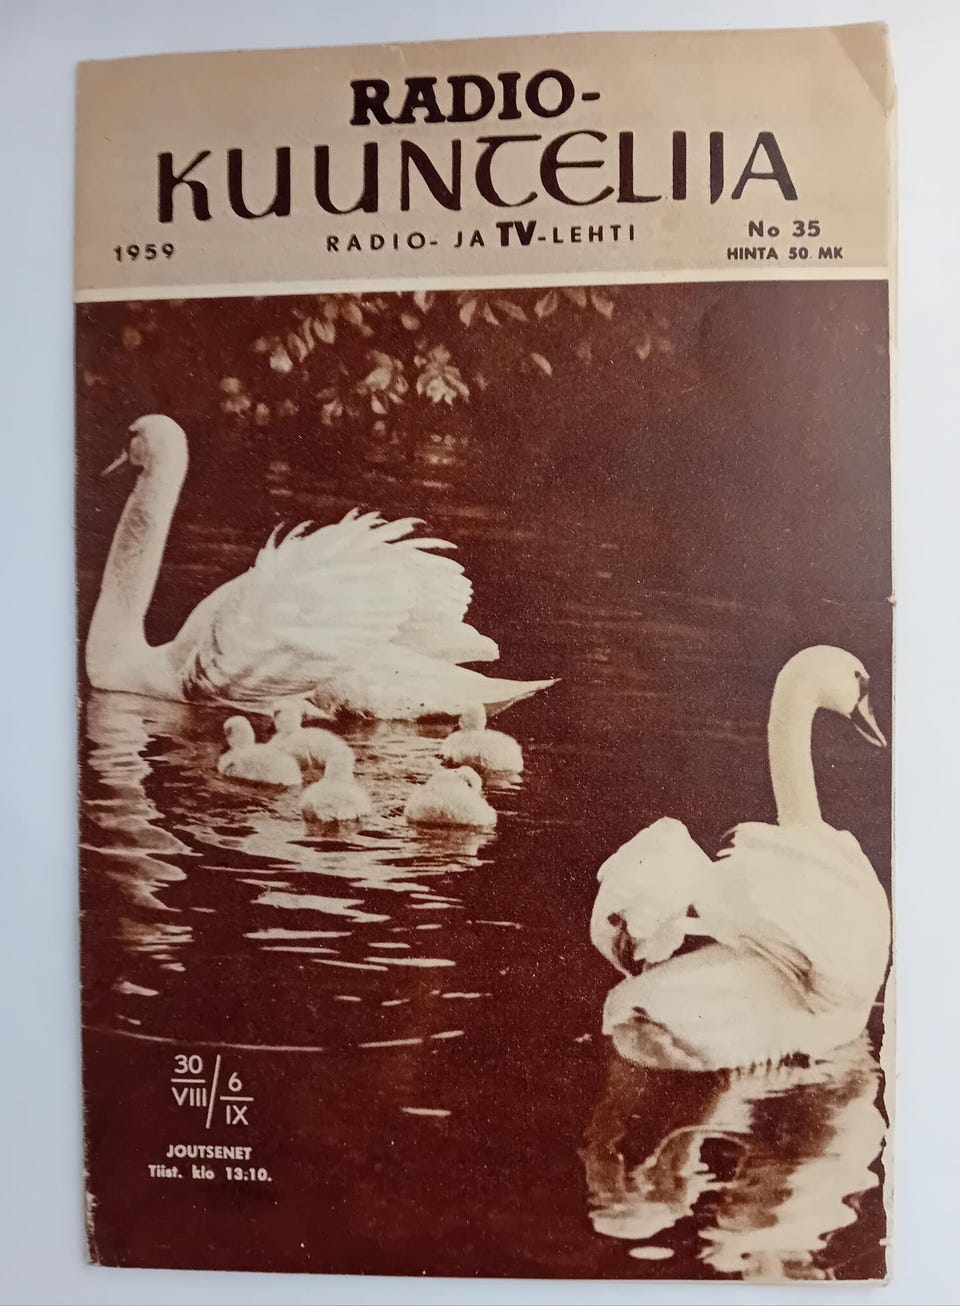 RADIO-
KUUNTELIJA
1959
RADIO- JA TV-LEHTI
No 35
HINTA 50 MK
30
VIII / 6
IX
JOUTSENET
Tiist. klo 13:10.